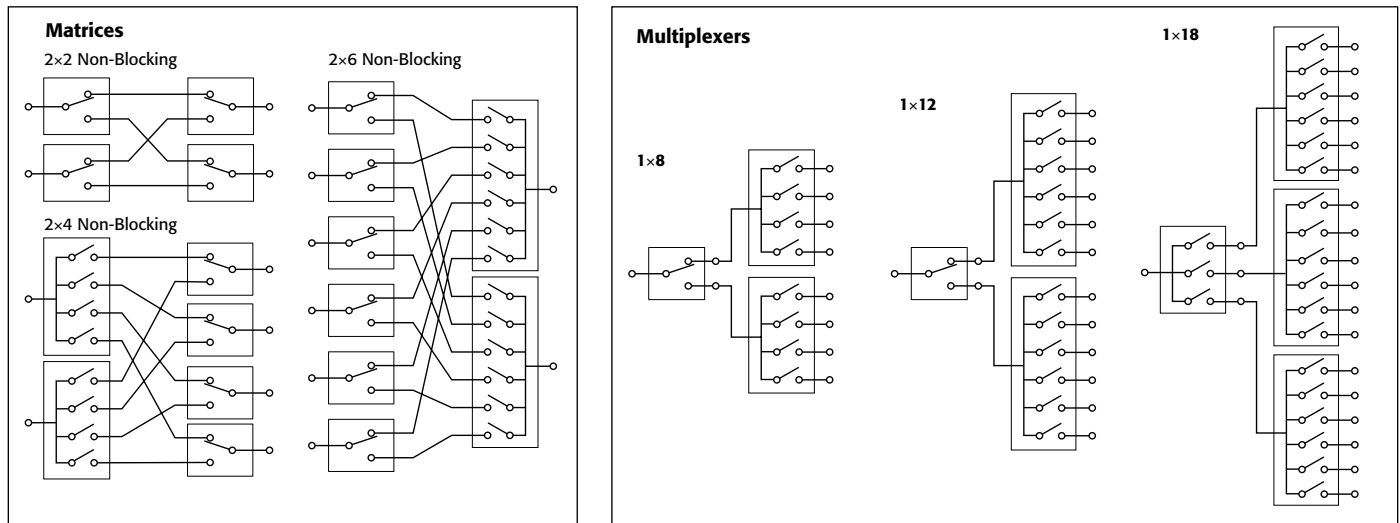 Matrices
2×2 Non-Blocking
2×6 Non-Blocking
2×4 Non-Blocking
Multiplexers
1×8
1×12
1×18